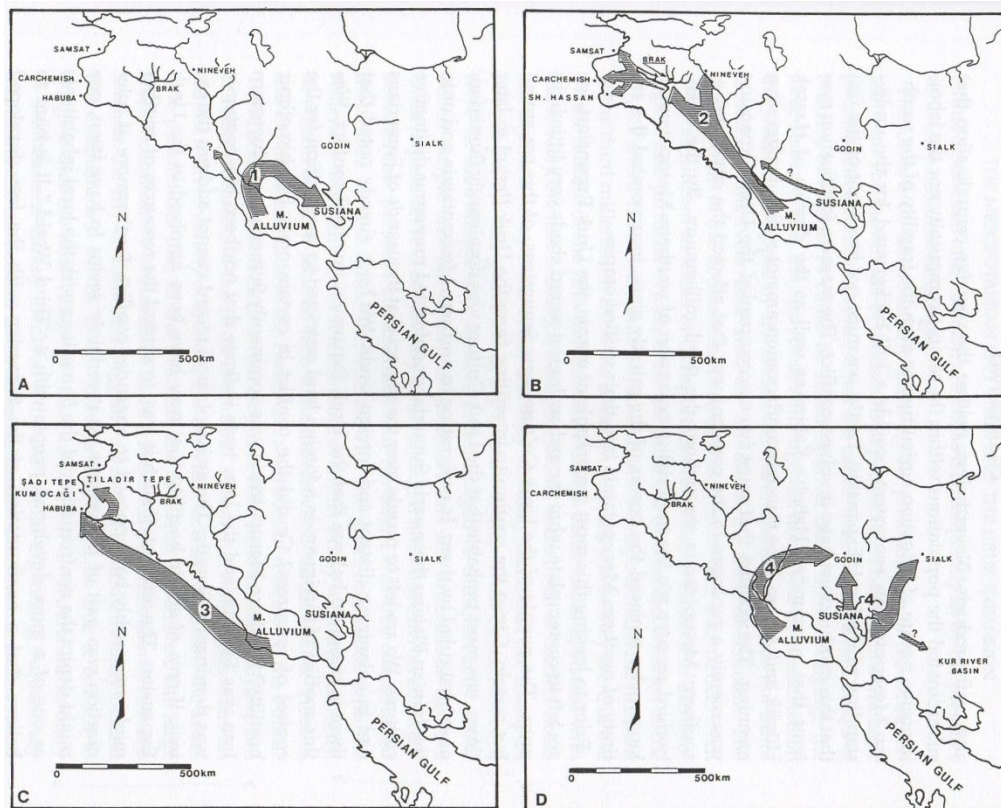 A
SAMSAT
CARCHEMISH
HABUBA
BRAK
NINEVEH
GODIN
SIALK
?
1
SUSIANA
M.
ALLUVIUM
N
PERSIAN GULF
0 500km
B
SAMSAT
BRAK
NINEVEH
CARCHEMISH
SH. HASSAN
2
GODIN
SIALK
?
SUSIANA
M.
ALLUVIUM
N
PERSIAN GULF
0 500km
C
SAMSAT
ŞADI TEPE
TILADIR TEPE
KUM OCAĞI
HABUBA
BRAK
NINEVEH
GODIN
SIALK
3
SUSIANA
M.
ALLUVIUM
N
PERSIAN GULF
0 500km
D
SAMSAT
CARCHEMISH
BRAK
NINEVEH
4
GODIN
SIALK
SUSIANA
4
M.
ALLUVIUM
?
KUR RIVER
BASIN
N
PERSIAN GULF
0 500km